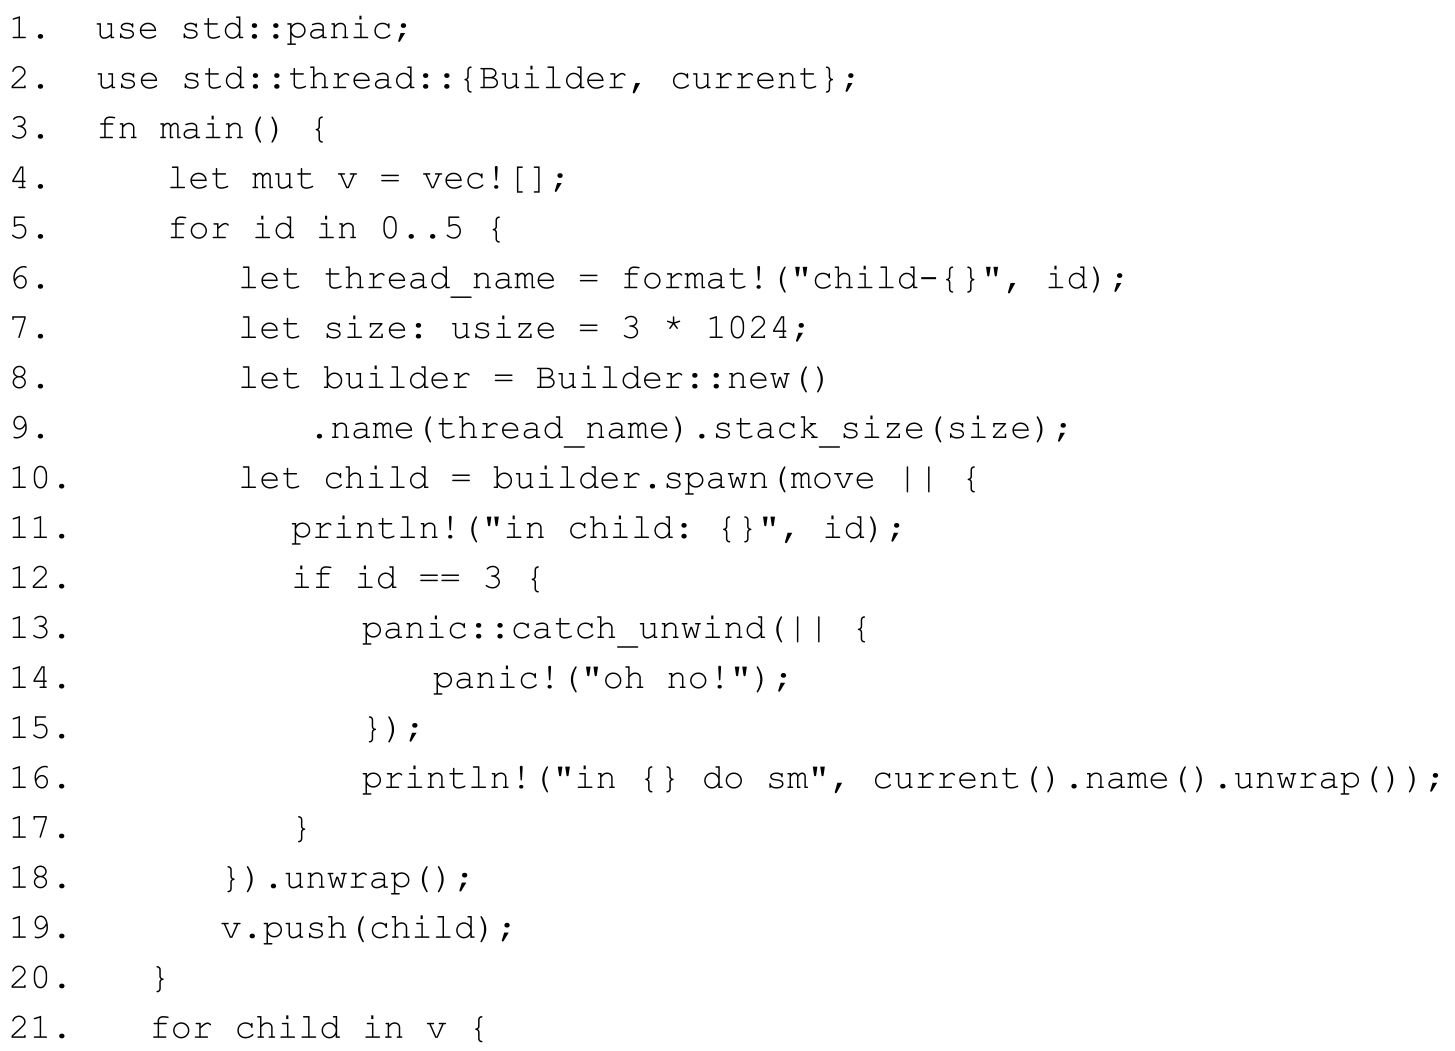 1. use std::panic;
2. use std::thread::{Builder, current};
3. fn main() {
4. let mut v = vec![];
5. for id in 0..5 {
6. let thread_name = format!("child-{}", id);
7. let size: usize = 3 * 1024;
8. let builder = Builder::new()
9. .name(thread_name).stack_size(size);
10. let child = builder.spawn(move || {
11. println!("in child: {}", id);
12. if id == 3 {
13. panic::catch_unwind(|| {
14. panic!("oh no!");
15. });
16. println!("in {} do sm", current().name().unwrap());
17. }
18. }).unwrap();
19. v.push(child);
20. }
21. for child in v {